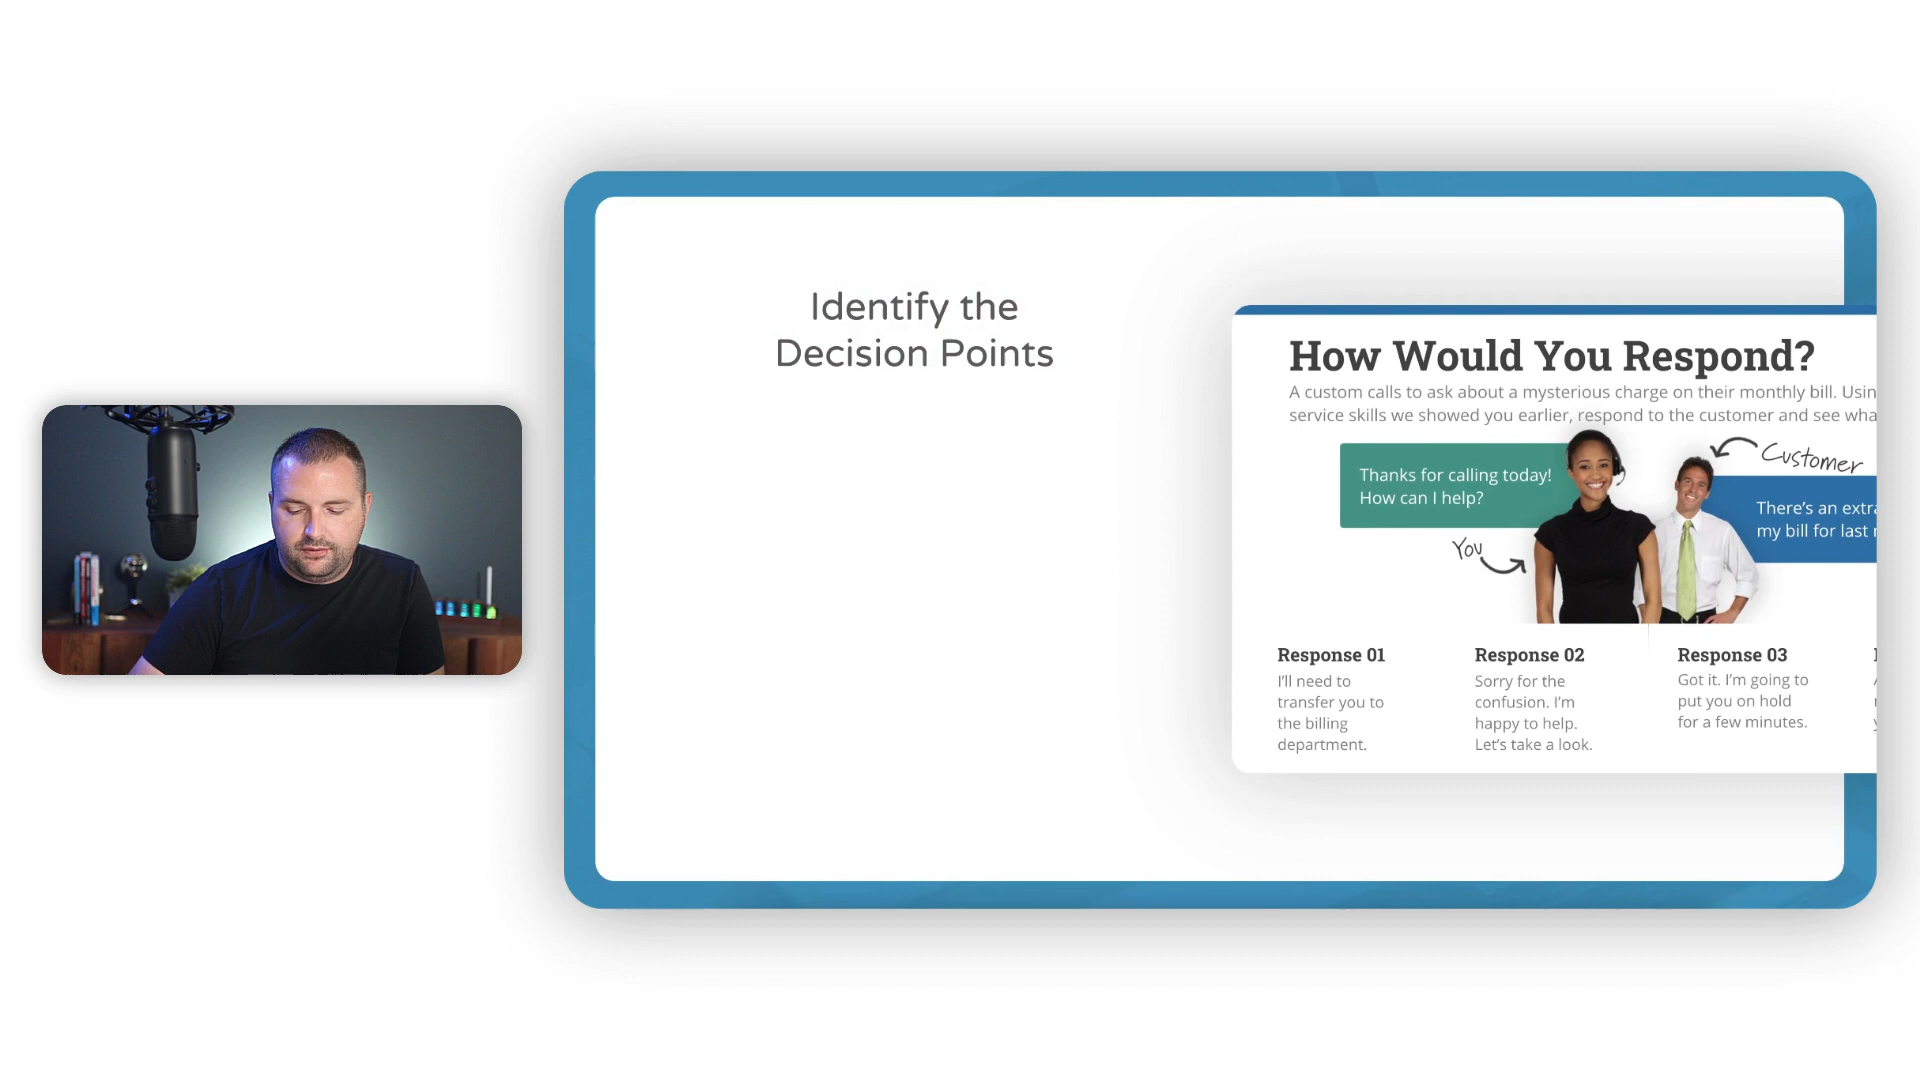 Identify the
Decision Points
How Would You Respond?
A custom calls to ask about a mysterious charge on their monthly bill.
service skills we showed you earlier, respond to the customer and see
Thanks for calling today!
How can I help?
Customer
There's an
my bill for last
You
Response 01
I'll need to
transfer you to
the billing
department.
Response 02
Sorry for the
confusion. I'm
happy to help.
Let's take a look.
Response 03
Got it. I'm going to
put you on hold
for a few minutes.